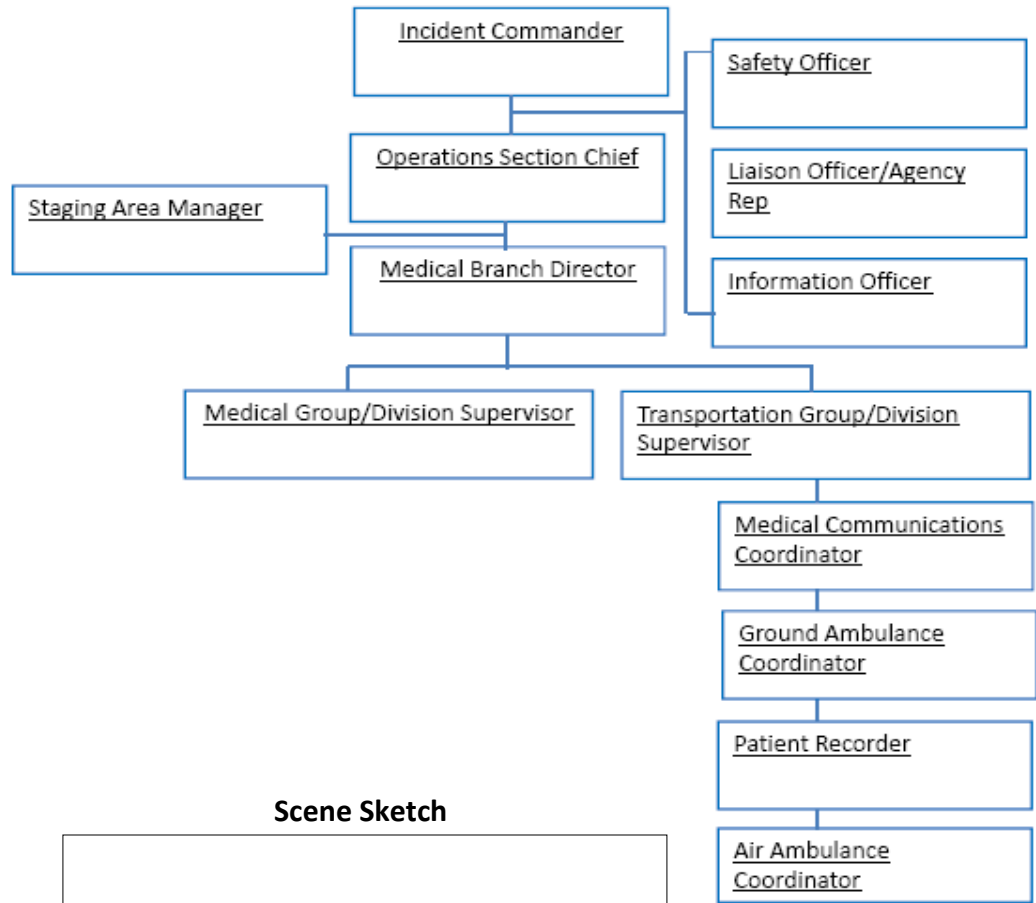 Incident Commander
Safety Officer
Operations Section Chief
Liaison Officer/Agency
Rep
Staging Area Manager
Medical Branch Director
Information Officer
Medical Group/Division Supervisor
Transportation Group/Division
Supervisor
Medical Communications
Coordinator
Ground Ambulance
Coordinator
Patient Recorder
Scene Sketch
Air Ambulance
Coordinator